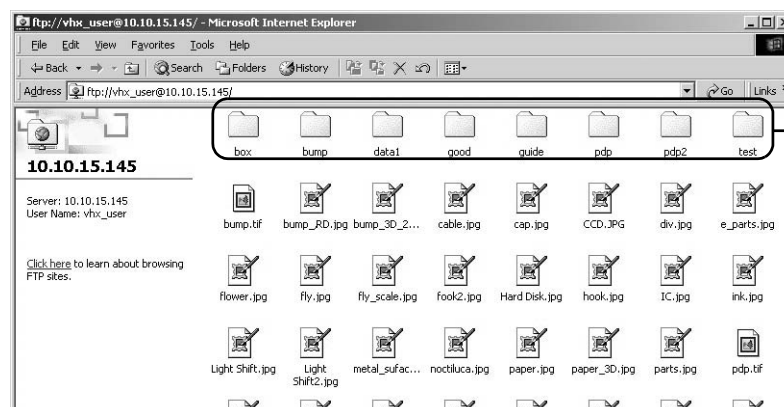 ftp://vhx_user@10.10.15.145/ - Microsoft Internet Explorer
File Edit View Favorites Tools Help
Back Search Folders History
Address ftp://vhx_user@10.10.15.145/ Go Links
10.10.15.145
Server: 10.10.15.145
User Name: vhx_user
Click here to learn about browsing
FTP sites.
box bump data1 good guide pdp pdp2 test
bump.tif bump_RD.jpg bump_3D_2... cable.jpg cap.jpg CCD.JPG div.jpg e_parts.jpg
flower.jpg fly.jpg fly_scale.jpg fook2.jpg Hard Disk.jpg hook.jpg IC.jpg ink.jpg
Light Shift.jpg Light metal_sufac... noctiluca.jpg paper.jpg paper_3D.jpg parts.jpg pdp.tif
Shift2.jpg